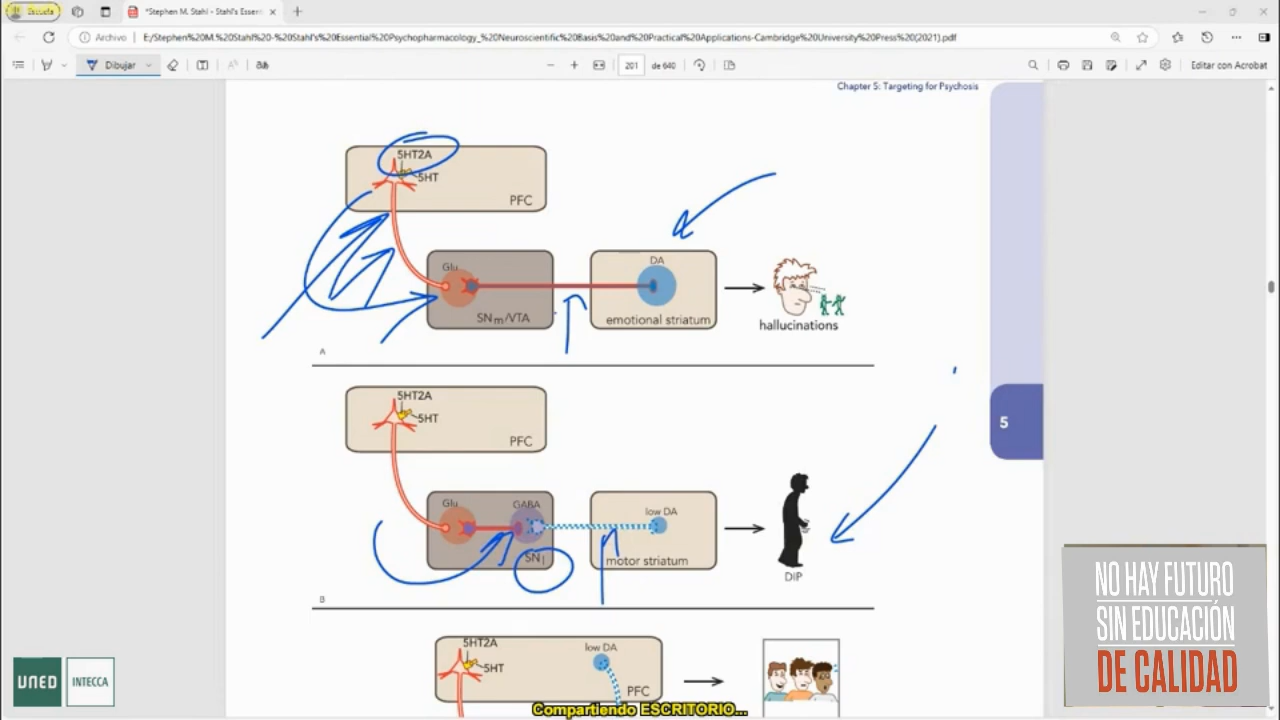 Escuela
*Stephen M. Stahl - Stahl's Essen
Archivo
E:/Stephen%20M.%20Stahl%20-%20Stahl's%20Essential%20Psychopharmacology_%20Neuroscientific%20Basis%20and%20Practical%20Applications-Cambridge%20University%20Press%20(2021).pdf
Dibujar
201
de 640
Editar con Acrobat
Chapter 5: Targeting for Psychosis
5HT2A
5HT
PFC
Glu
SNm/VTA
DA
emotional striatum
hallucinations
A
5HT2A
5HT
PFC
5
Glu
GABA
SNl
low DA
motor striatum
DIP
B
5HT2A
5HT
low DA
PFC
NO HAY FUTURO
SIN EDUCACIÓN
DE CALIDAD
UNED
INTECCA
Compartiendo ESCRITORIO...